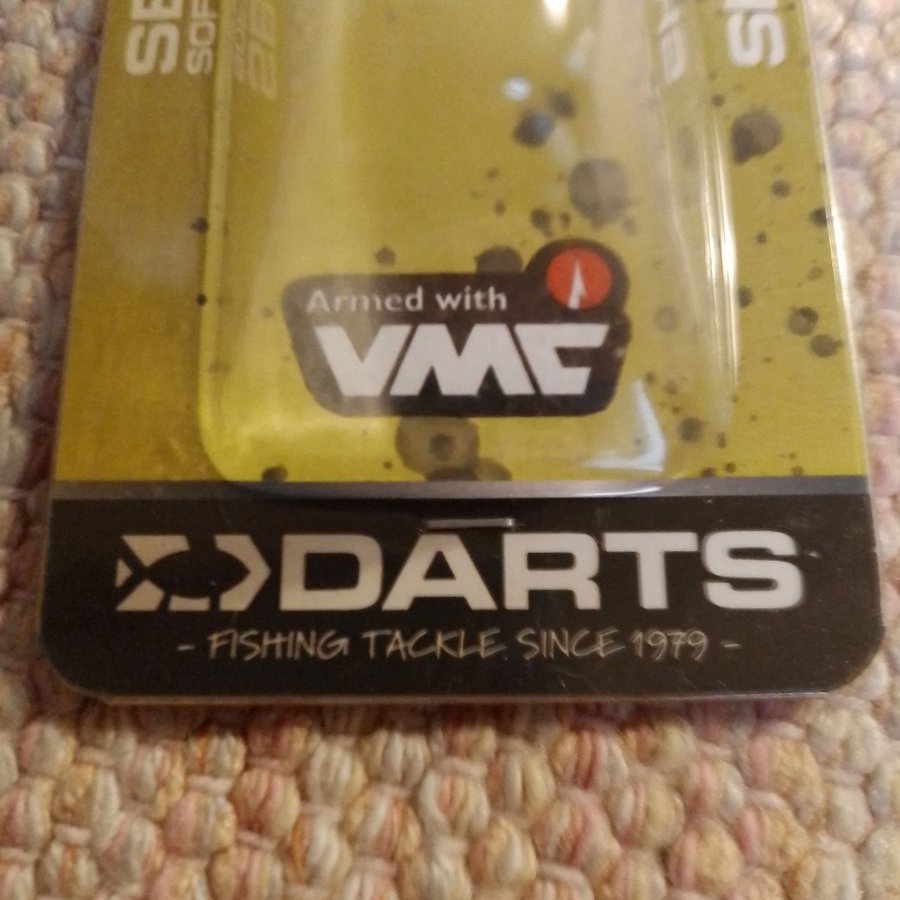 Armed with
VMC
DARTS
- FISHING TACKLE SINCE 1979 -